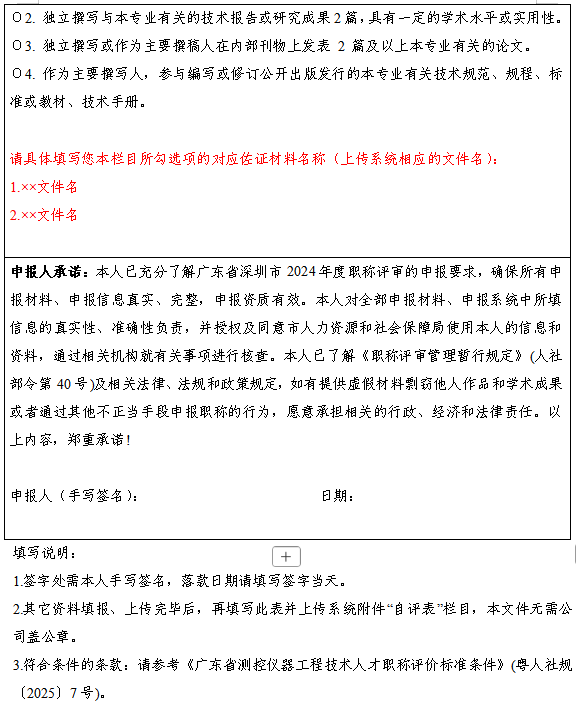 ○2. 独立撰写与本专业有关的技术报告或研究成果2篇，具有一定的学术水平或实用性。
○3. 独立撰写或作为主要撰稿人在内部刊物上发表 2 篇及以上本专业有关的论文。
○4. 作为主要撰写人，参与编写或修订公开出版发行的本专业有关技术规范、规程、标
准或教材、技术手册。
请具体填写您本栏目所勾选项的对应佐证材料名称（上传系统相应的文件名）：
1.××文件名
2.××文件名
申报人承诺：本人已充分了解广东省深圳市 2024 年度职称评审的申报要求，确保所有申
报材料、申报信息真实、完整，申报资质有效。本人对全部申报材料、申报系统中所填
信息的真实性、准确性负责，并授权及同意市人力资源和社会保障局使用本人的信息和
资料，通过相关机构就有关事项进行核查。本人已了解《职称评审管理暂行规定》(人社
部令第 40 号)及相关法律、法规和政策规定，如有提供虚假材料剽窃他人作品和学术成果
或者通过其他不正当手段申报职称的行为，愿意承担相关的行政、经济和法律责任。以
上内容，郑重承诺!
申报人（手写签名）： 日期：
填写说明：
1.签字处需本人手写签名，落款日期请填写签字当天。
2.其它资料填报、上传完毕后，再填写此表并上传系统附件“自评表”栏目，本文件无需公
司盖公章。
3.符合条件的条款：请参考《广东省测控仪器工程技术人才职称评价标准条件》(粤人社规
〔2025〕7 号)。